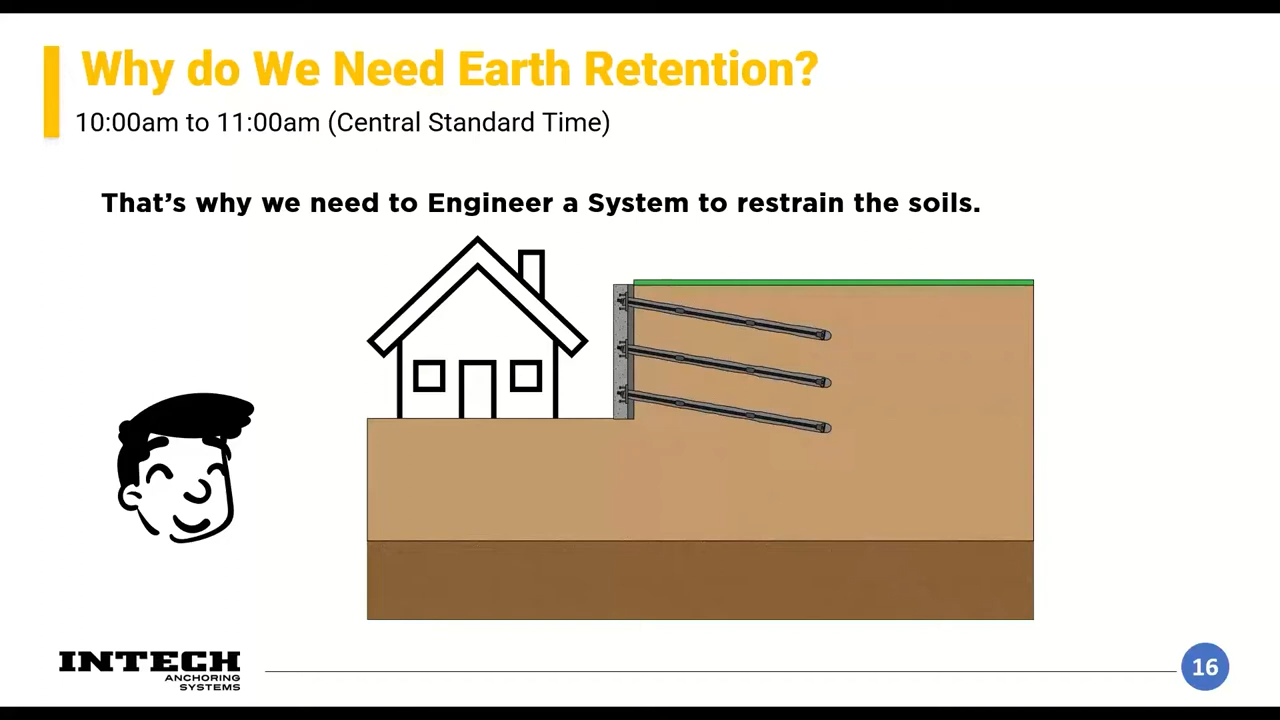 Why do We Need Earth Retention?
10:00am to 11:00am (Central Standard Time)
That's why we need to Engineer a System to restrain the soils.
INTECH
ANCHORING
SYSTEMS
16